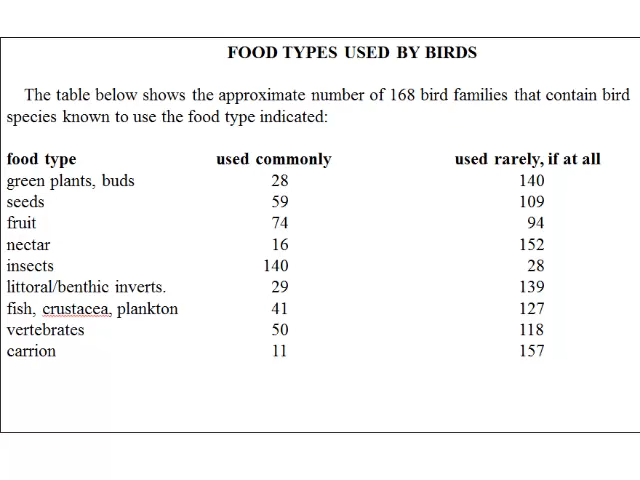 FOOD TYPES USED BY BIRDS
The table below shows the approximate number of 168 bird families that contain bird
species known to use the food type indicated:
food type used commonly used rarely, if at all
green plants, buds 28 140
seeds 59 109
fruit 74 94
nectar 16 152
insects 140 28
littoral/benthic inverts. 29 139
fish, crustacea, plankton 41 127
vertebrates 50 118
carrion 11 157